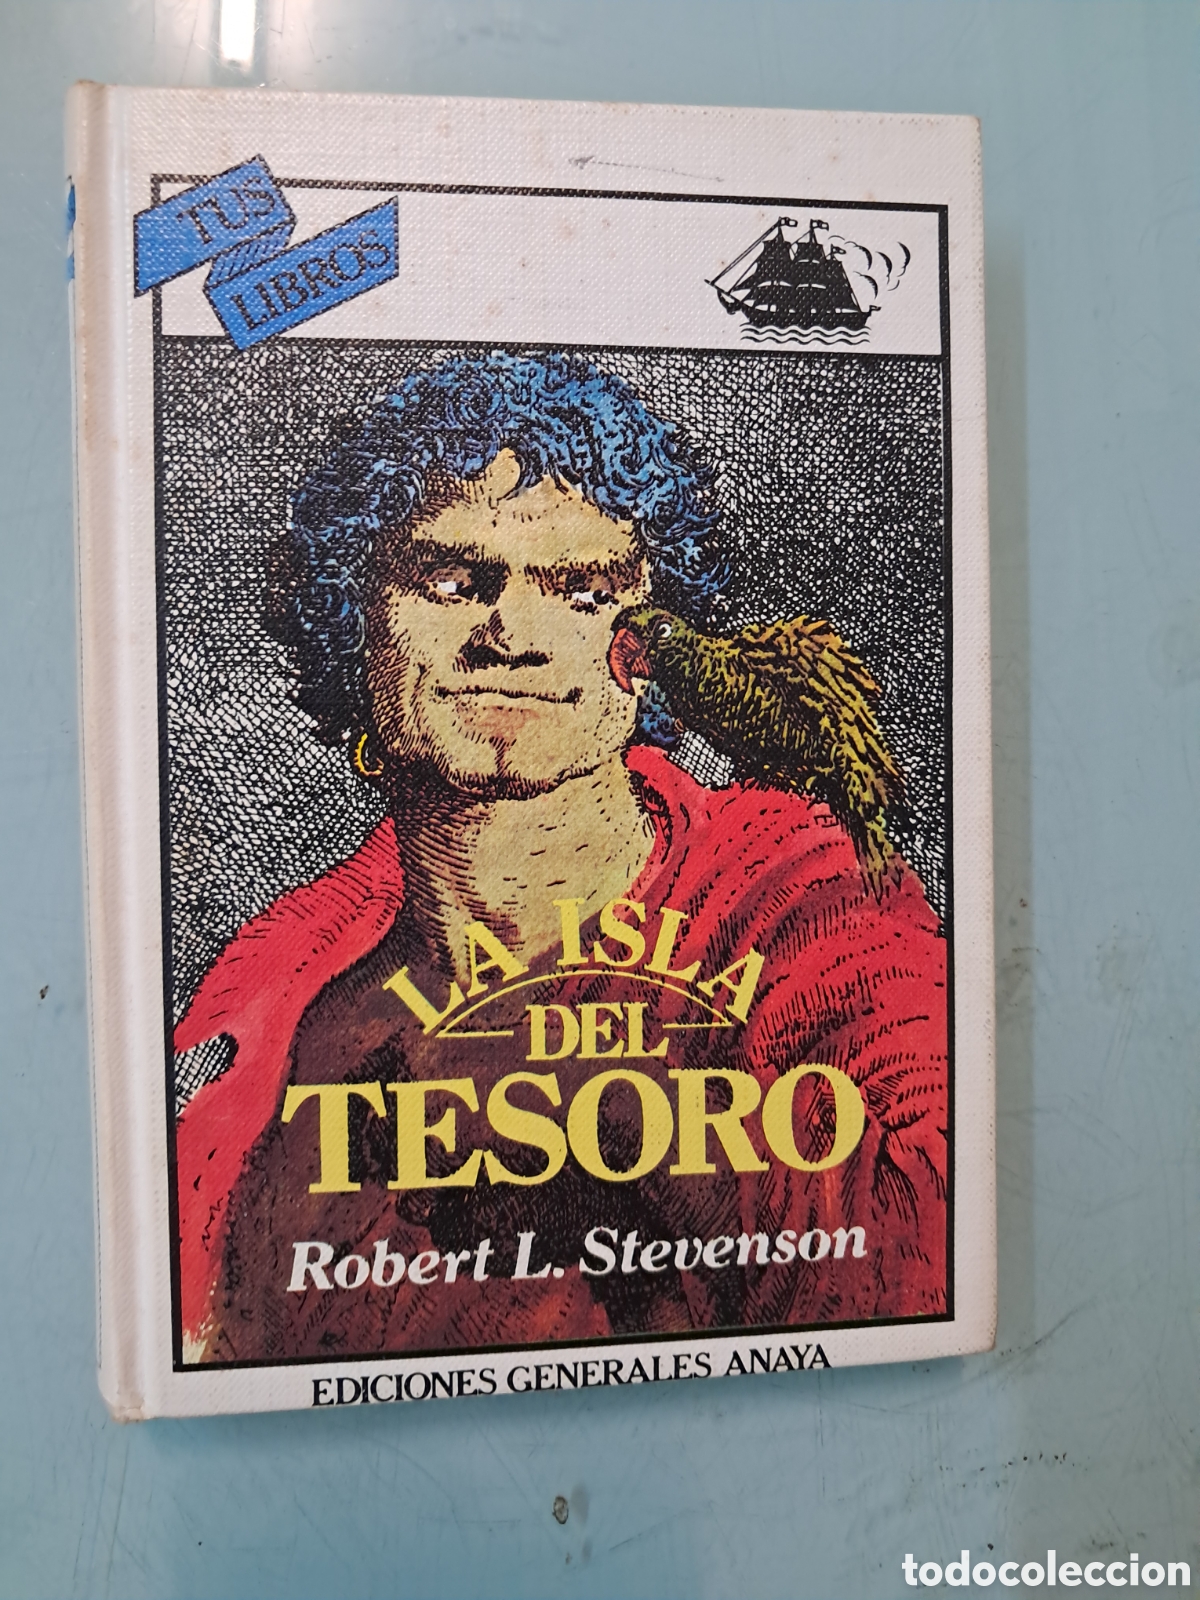 TUS
LIBROS
LA ISLA
DEL
TESORO
Robert L. Stevenson
EDICIONES GENERALES ANAYA
todocoleccion